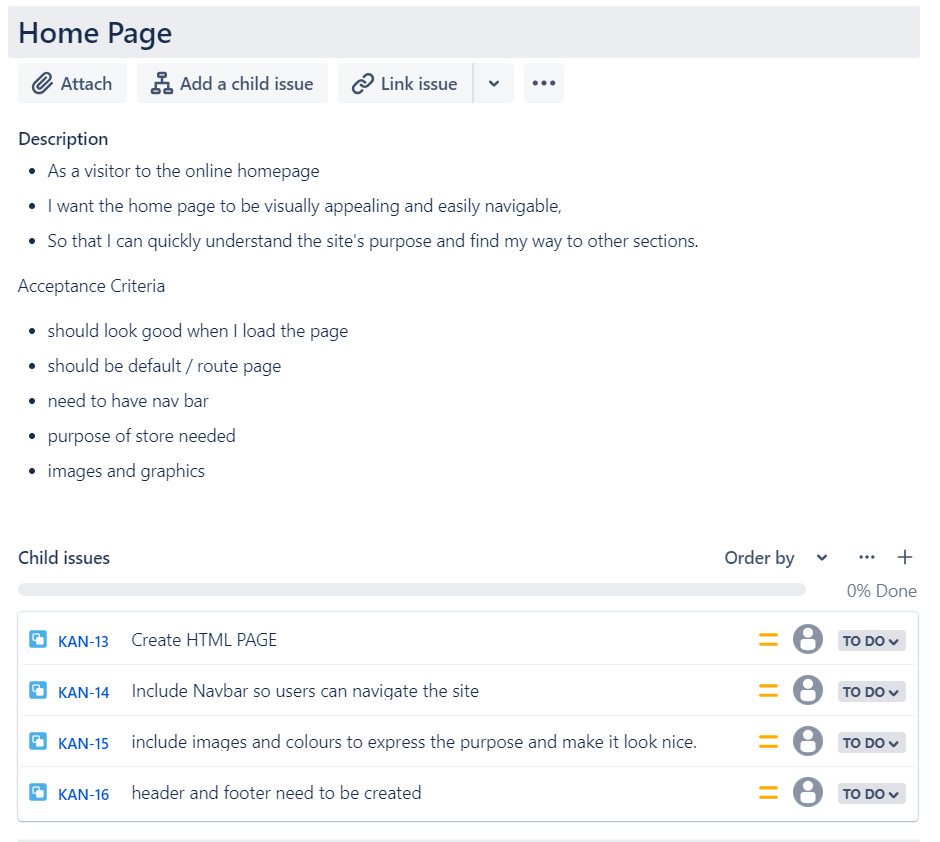 Home Page
Attach Add a child issue Link issue
Description
As a visitor to the online homepage
I want the home page to be visually appealing and easily navigable,
So that I can quickly understand the site's purpose and find my way to other sections.
Acceptance Criteria
should look good when I load the page
should be default / route page
need to have nav bar
purpose of store needed
images and graphics
Child issues Order by
0% Done
KAN-13 Create HTML PAGE TO DO
KAN-14 Include Navbar so users can navigate the site TO DO
KAN-15 include images and colours to express the purpose and make it look nice. TO DO
KAN-16 header and footer need to be created TO DO